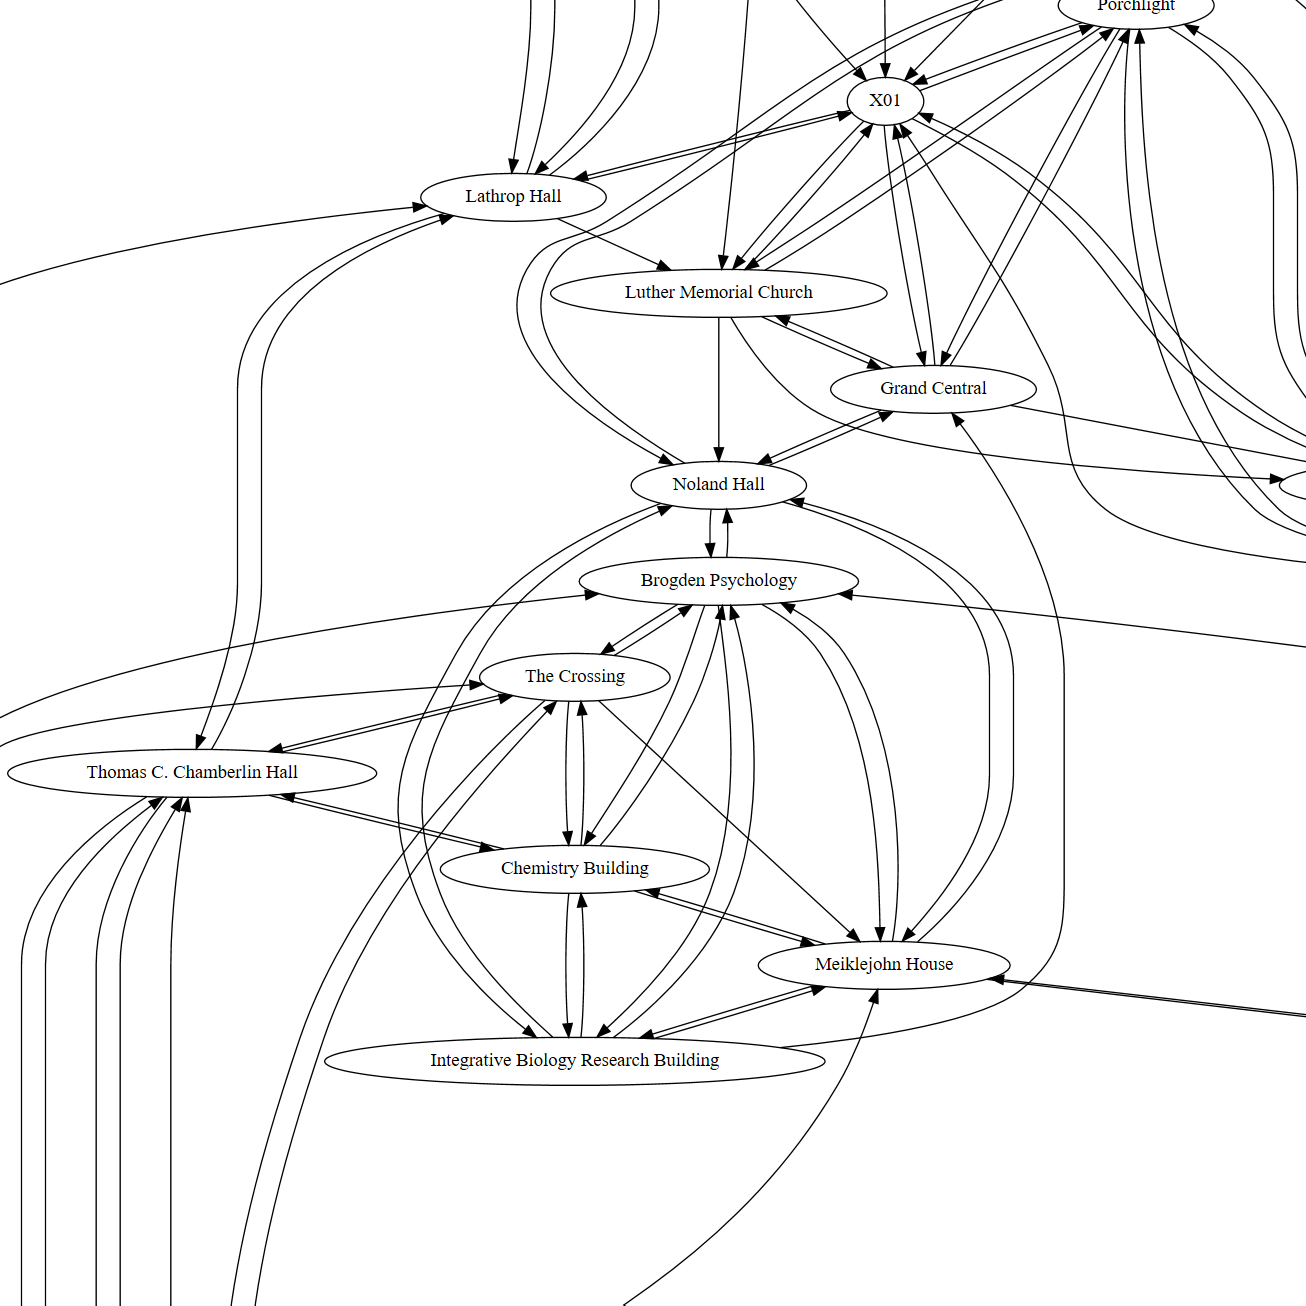 Porchlight
X01
Lathrop Hall
Luther Memorial Church
Grand Central
Noland Hall
Brogden Psychology
The Crossing
Thomas C. Chamberlin Hall
Chemistry Building
Meiklejohn House
Integrative Biology Research Building